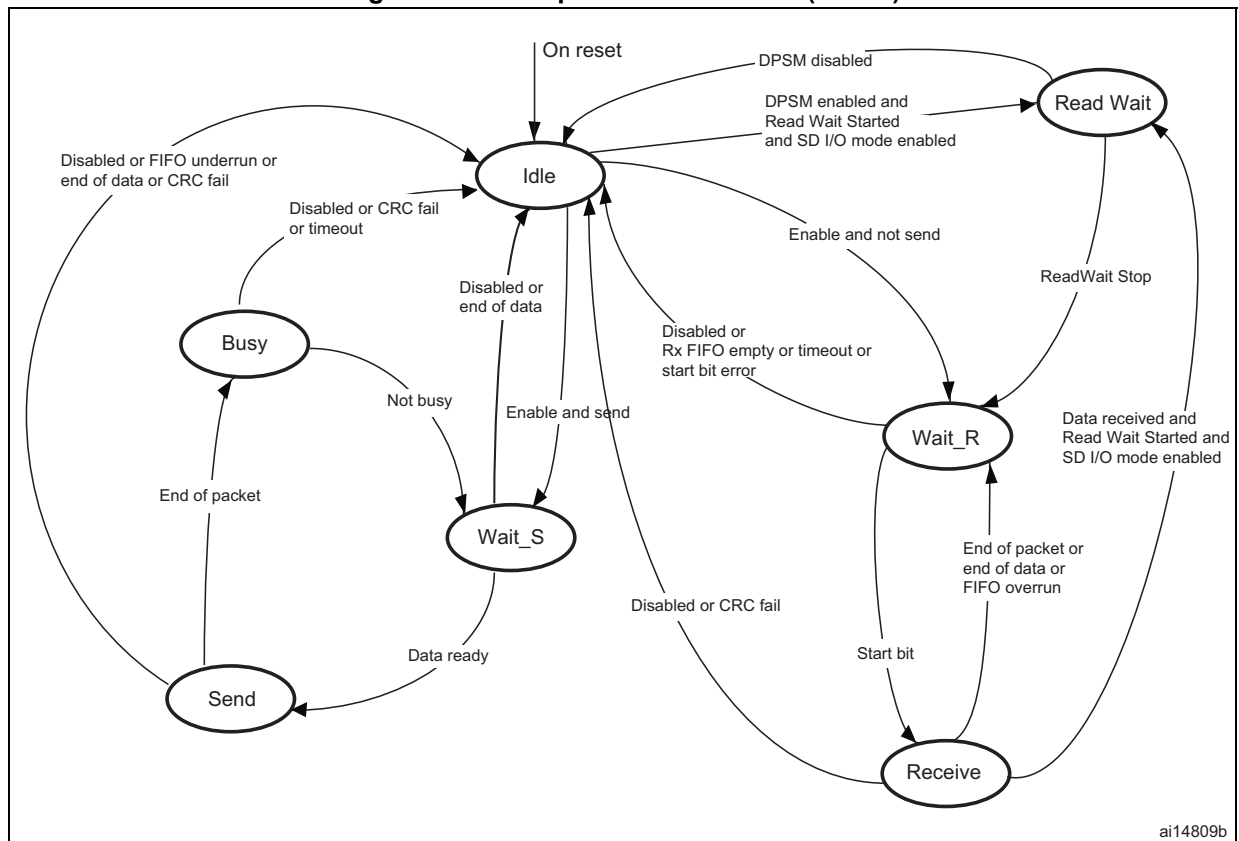 On reset
DPSM disabled
Read Wait
DPSM enabled and
Read Wait Started
and SD I/O mode enabled
Disabled or FIFO underrun or
end of data or CRC fail
Idle
Disabled or CRC fail
or timeout
Enable and not send
ReadWait Stop
Disabled or
end of data
Disabled or
Rx FIFO empty or timeout or
start bit error
Busy
Not busy
Enable and send
Wait_R
Data received and
Read Wait Started and
SD I/O mode enabled
End of packet
Wait_S
End of packet or
end of data or
FIFO overrun
Disabled or CRC fail
Data ready
Start bit
Send
Receive
ai14809b